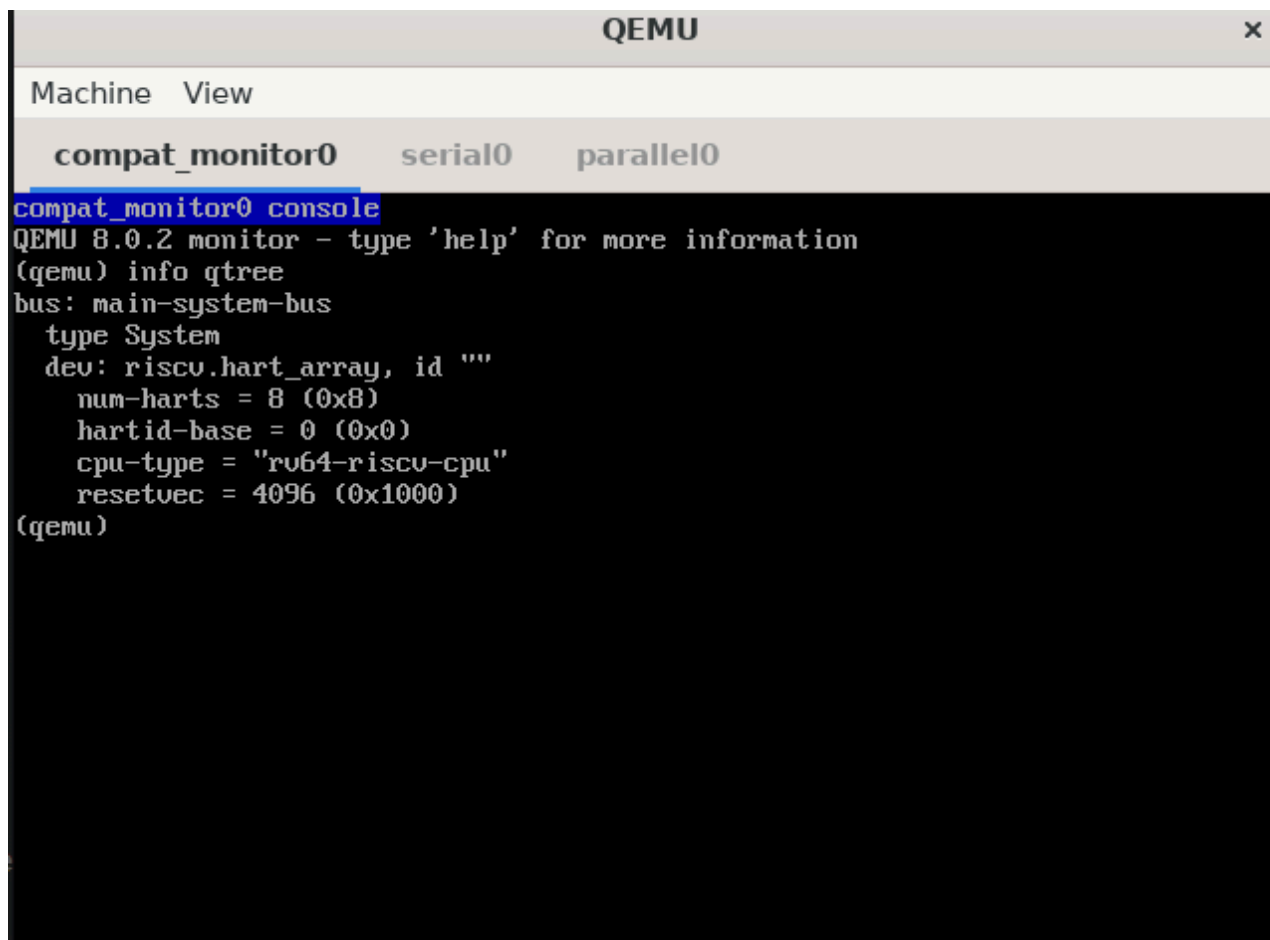 QEMU ×
Machine View
compat_monitor0 serial0 parallel0
compat_monitor0 console
QEMU 8.0.2 monitor - type 'help' for more information
(qemu) info qtree
bus: main-system-bus
  type System
  dev: riscv.hart_array, id ""
    num-harts = 8 (0x8)
    hartid-base = 0 (0x0)
    cpu-type = "rv64-riscv-cpu"
    resetvec = 4096 (0x1000)
(qemu)